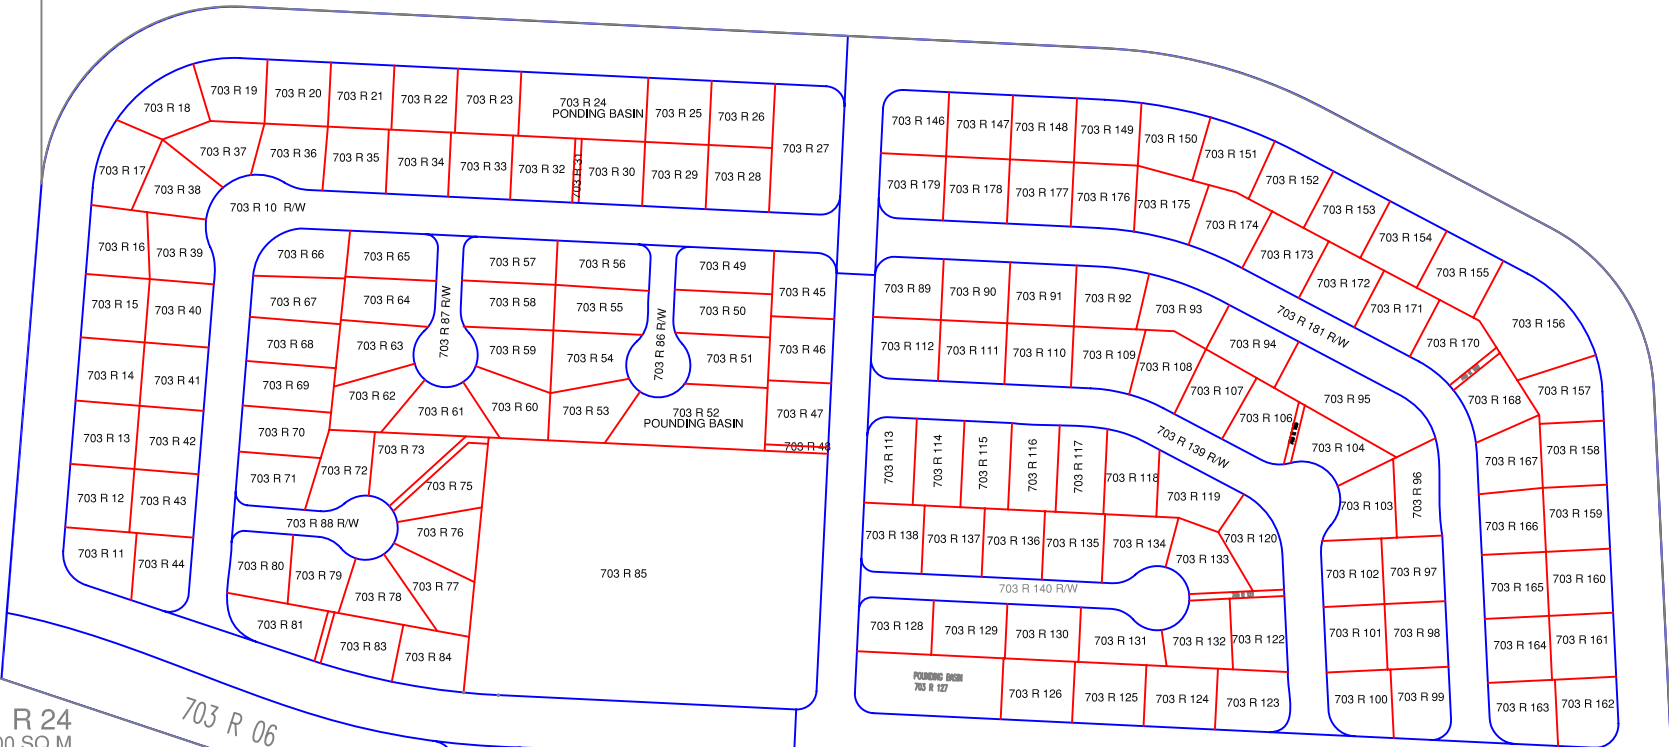 703 R 18
703 R 19
703 R 20
703 R 21
703 R 22
703 R 23
703 R 24
PONDING BASIN
703 R 25
703 R 26
703 R 27
703 R 17
703 R 37
703 R 36
703 R 35
703 R 34
703 R 33
703 R 32
703 R 31
703 R 30
703 R 29
703 R 28
703 R 38
703 R 10 R/W
703 R 16
703 R 39
703 R 15
703 R 40
703 R 14
703 R 41
703 R 13
703 R 42
703 R 12
703 R 43
703 R 11
703 R 44
703 R 66
703 R 65
703 R 67
703 R 64
703 R 68
703 R 63
703 R 69
703 R 62
703 R 61
703 R 70
703 R 71
703 R 72
703 R 73
703 R 87 R/W
703 R 57
703 R 56
703 R 58
703 R 55
703 R 59
703 R 54
703 R 60
703 R 53
703 R 86 R/W
703 R 49
703 R 50
703 R 51
703 R 52
POUNDING BASIN
703 R 45
703 R 46
703 R 47
703 R 48
703 R 75
703 R 76
703 R 77
703 R 78
703 R 79
703 R 80
703 R 88 R/W
703 R 81
703 R 83
703 R 84
703 R 85
703 R 146
703 R 147
703 R 148
703 R 149
703 R 150
703 R 151
703 R 152
703 R 153
703 R 154
703 R 155
703 R 156
703 R 179
703 R 178
703 R 177
703 R 176
703 R 175
703 R 174
703 R 173
703 R 172
703 R 171
703 R 170
703 R 181 R/W
703 R 168
703 R 157
703 R 167
703 R 158
703 R 166
703 R 159
703 R 165
703 R 160
703 R 164
703 R 161
703 R 163
703 R 162
703 R 89
703 R 90
703 R 91
703 R 92
703 R 93
703 R 94
703 R 95
703 R 112
703 R 111
703 R 110
703 R 109
703 R 108
703 R 107
703 R 106
703 R 104
703 R 103
703 R 96
703 R 102
703 R 97
703 R 101
703 R 98
703 R 100
703 R 99
703 R 139 R/W
703 R 113
703 R 114
703 R 115
703 R 116
703 R 117
703 R 118
703 R 119
703 R 120
703 R 138
703 R 137
703 R 136
703 R 135
703 R 134
703 R 133
703 R 140 R/W
703 R 128
703 R 129
703 R 130
703 R 131
703 R 132
703 R 122
POUNDING BASIN
703 R 127
703 R 126
703 R 125
703 R 124
703 R 123
703 R 06
R 24
00 SQ.M